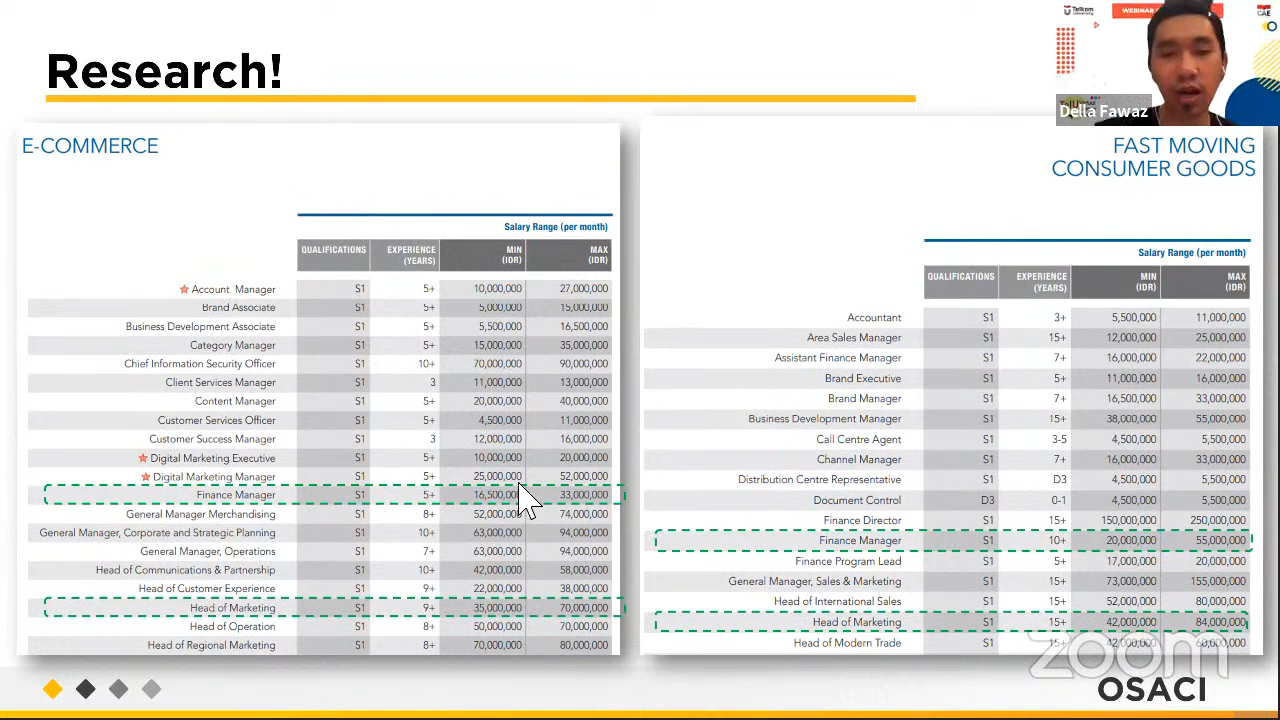 Research!
Telkom
University
WEBINAR
CAE
Della Fawaz
E-COMMERCE
Salary Range (per month)
QUALIFICATIONS EXPERIENCE (YEARS) MIN (IDR) MAX (IDR)
Account Manager S1 5+ 10,000,000 27,000,000
Brand Associate S1 5+ 5,000,000 15,000,000
Business Development Associate S1 5+ 5,500,000 16,500,000
Category Manager S1 5+ 15,000,000 35,000,000
Chief Information Security Officer S1 10+ 70,000,000 90,000,000
Client Services Manager S1 3 11,000,000 13,000,000
Content Manager S1 5+ 20,000,000 40,000,000
Customer Services Officer S1 5+ 4,500,000 11,000,000
Customer Success Manager S1 3 12,000,000 16,000,000
Digital Marketing Executive S1 5+ 10,000,000 20,000,000
Digital Marketing Manager S1 5+ 25,000,000 52,000,000
Finance Manager S1 5+ 16,500,000 33,000,000
General Manager Merchandising S1 8+ 52,000,000 74,000,000
General Manager, Corporate and Strategic Planning S1 10+ 63,000,000 94,000,000
General Manager, Operations S1 7+ 63,000,000 94,000,000
Head of Communications & Partnership S1 10+ 42,000,000 58,000,000
Head of Customer Experience S1 9+ 22,000,000 38,000,000
Head of Marketing S1 9+ 35,000,000 70,000,000
Head of Operation S1 8+ 50,000,000 70,000,000
Head of Regional Marketing S1 8+ 70,000,000 80,000,000
FAST MOVING
CONSUMER GOODS
Salary Range (per month)
QUALIFICATIONS EXPERIENCE (YEARS) MIN (IDR) MAX (IDR)
Accountant S1 3+ 5,500,000 11,000,000
Area Sales Manager S1 15+ 12,000,000 25,000,000
Assistant Finance Manager S1 7+ 16,000,000 22,000,000
Brand Executive S1 5+ 11,000,000 16,000,000
Brand Manager S1 7+ 16,500,000 33,000,000
Business Development Manager S1 15+ 38,000,000 55,000,000
Call Centre Agent S1 3-5 4,500,000 5,500,000
Channel Manager S1 7+ 16,000,000 33,000,000
Distribution Centre Representative S1 D3 4,500,000 5,500,000
Document Control D3 0-1 4,500,000 5,500,000
Finance Director S1 15+ 150,000,000 250,000,000
Finance Manager S1 10+ 20,000,000 55,000,000
Finance Program Lead S1 5+ 17,000,000 20,000,000
General Manager, Sales & Marketing S1 15+ 73,000,000 155,000,000
Head of International Sales S1 15+ 52,000,000 80,000,000
Head of Marketing S1 15+ 42,000,000 84,000,000
Head of Modern Trade S1 15+ 42,000,000 60,000,000
zoom
OSACI